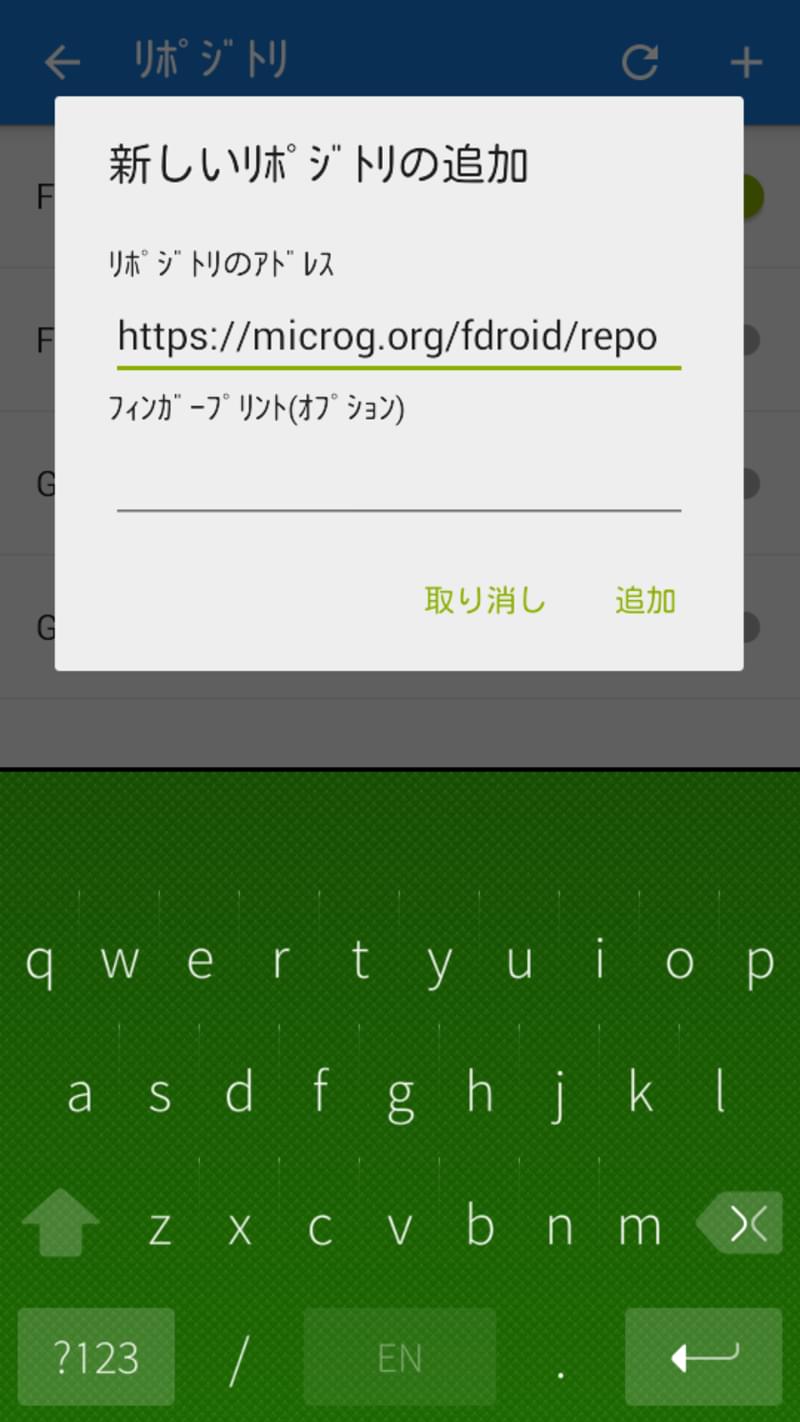 ﾘﾎﾟｼﾞﾄﾘ
新しいﾘﾎﾟｼﾞﾄﾘの追加
F
ﾘﾎﾟｼﾞﾄﾘのｱﾄﾞﾚｽ
https://microg.org/fdroid/repo
F
ﾌｨﾝｶﾞｰﾌﾟﾘﾝﾄ(ｵﾌﾟｼｮﾝ)
G
取り消し 追加
G
q w e r t y u i o p
a s d f g h j k l
z x c v b n m
?123 / EN .